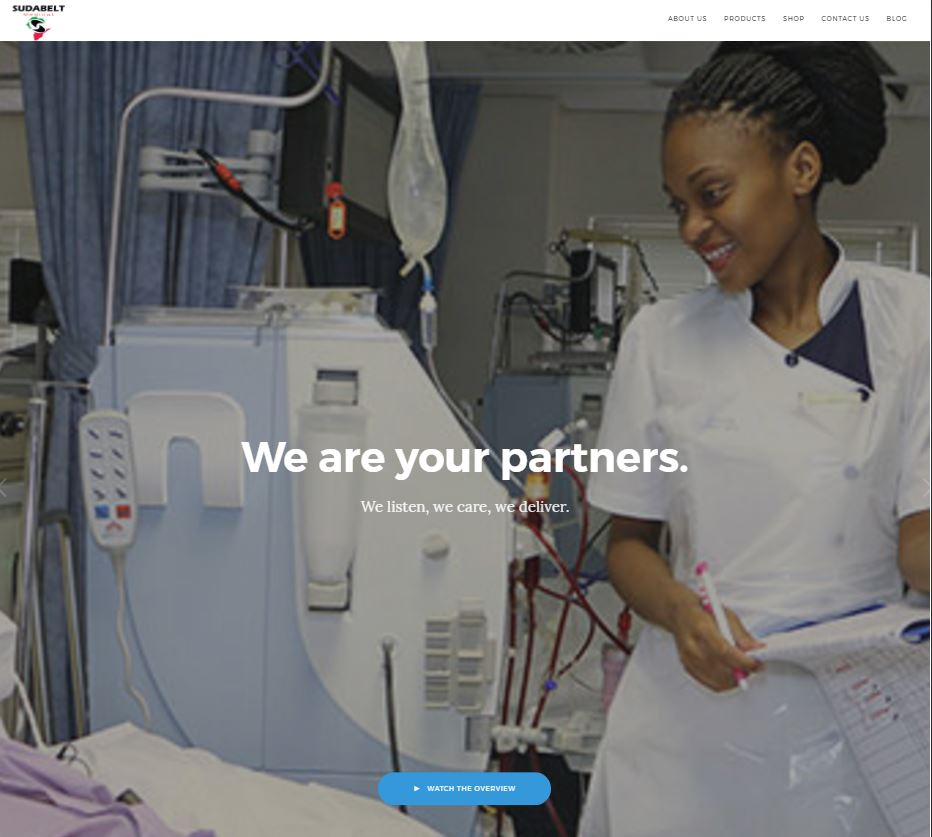 SUDABELT
Medical
ABOUT US PRODUCTS SHOP CONTACT US BLOG
We are your partners.
We listen, we care, we deliver.
WATCH THE OVERVIEW